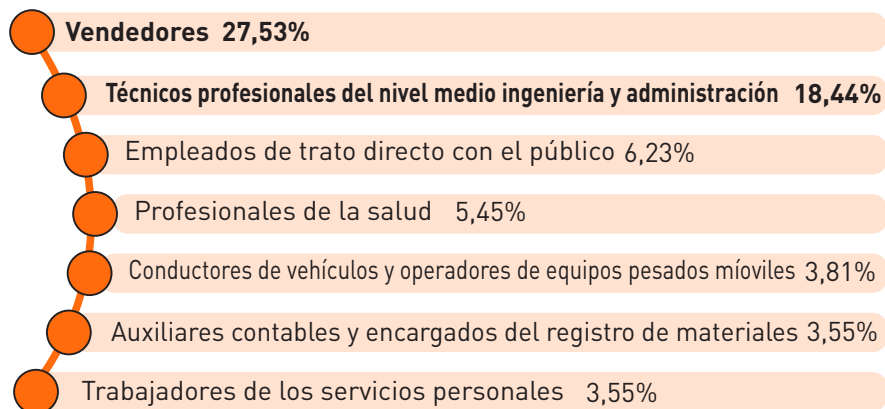 Vendedores 27,53%
Técnicos profesionales del nivel medio ingeniería y administración 18,44%
Empleados de trato directo con el público 6,23%
Profesionales de la salud 5,45%
Conductores de vehículos y operadores de equipos pesados míoviles 3,81%
Auxiliares contables y encargados del registro de materiales 3,55%
Trabajadores de los servicios personales 3,55%